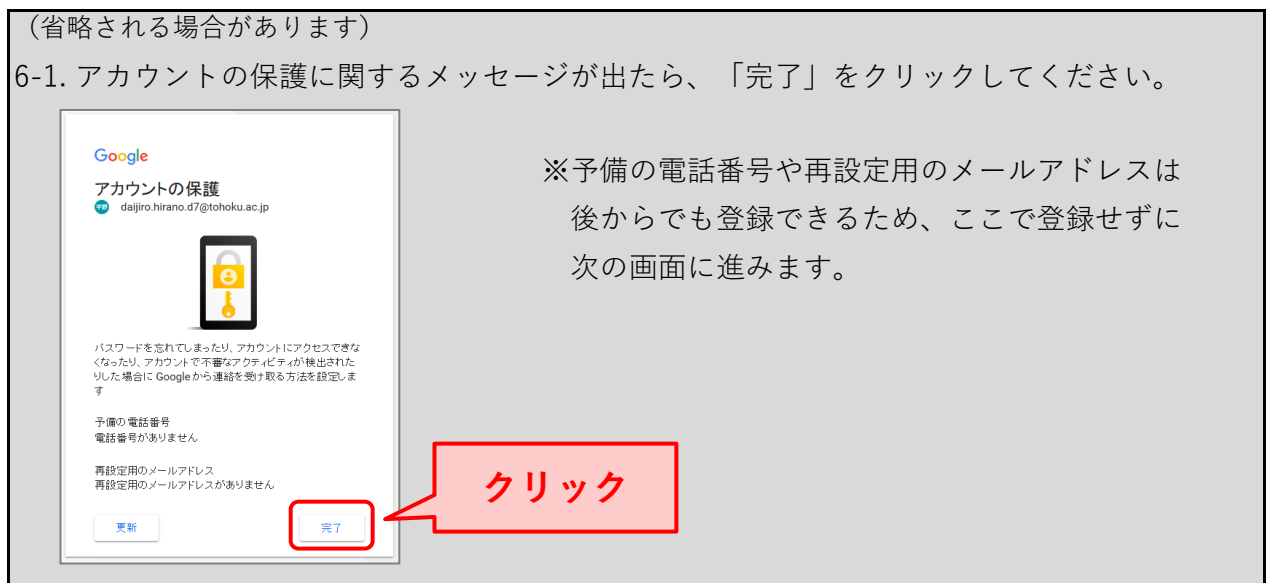 （省略される場合があります）
6-1. アカウントの保護に関するメッセージが出たら、「完了」をクリックしてください。
Google
アカウントの保護
平野 daijiro.hirano.d7@tohoku.ac.jp
パスワードを忘れてしまったり、アカウントにアクセスできな
くなったり、アカウントで不審なアクティビティが検出された
りした場合に Google から連絡を受け取る方法を設定しま
す
予備の電話番号
電話番号がありません
再設定用のメールアドレス
再設定用のメールアドレスがありません
更新
完了
クリック
※予備の電話番号や再設定用のメールアドレスは
後からでも登録できるため、ここで登録せずに
次の画面に進みます。